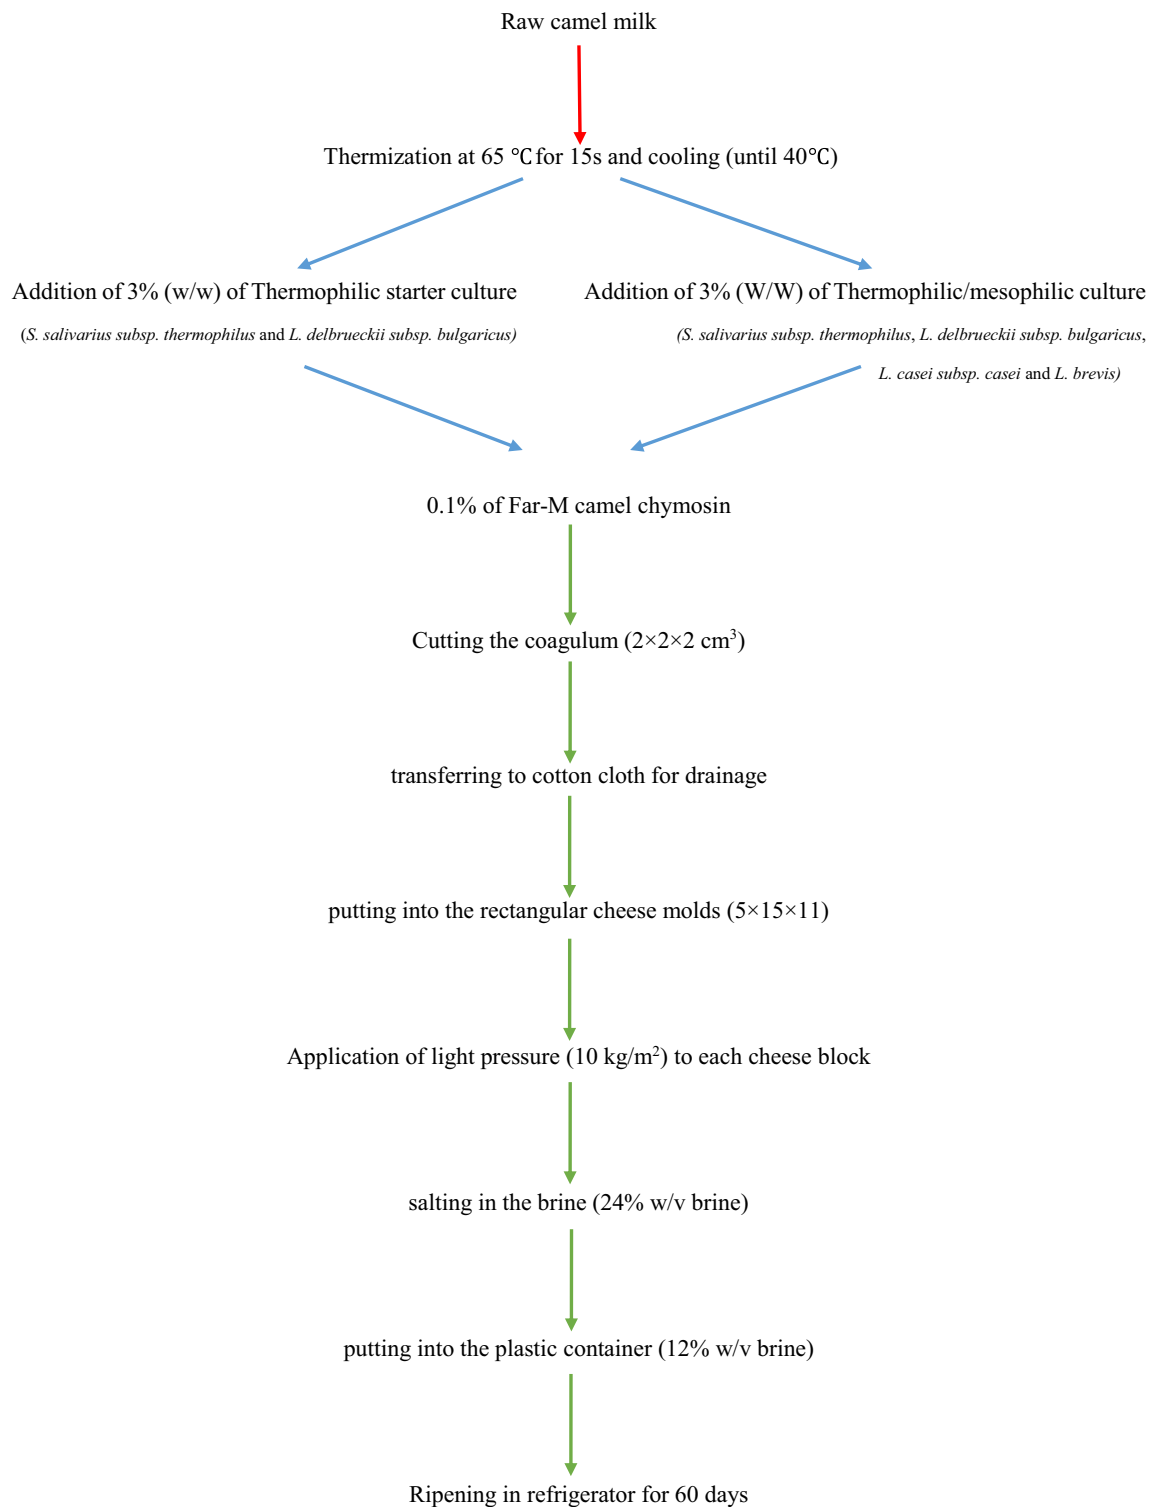 Raw camel milk
Thermization at 65 ℃ for 15s and cooling (until 40℃)
Addition of 3% (w/w) of Thermophilic starter culture
(S. salivarius subsp. thermophilus and L. delbrueckii subsp. bulgaricus)
Addition of 3% (W/W) of Thermophilic/mesophilic culture
(S. salivarius subsp. thermophilus, L. delbrueckii subsp. bulgaricus,
L. casei subsp. casei and L. brevis)
0.1% of Far-M camel chymosin
Cutting the coagulum (2×2×2 cm³)
transferring to cotton cloth for drainage
putting into the rectangular cheese molds (5×15×11)
Application of light pressure (10 kg/m²) to each cheese block
salting in the brine (24% w/v brine)
putting into the plastic container (12% w/v brine)
Ripening in refrigerator for 60 days